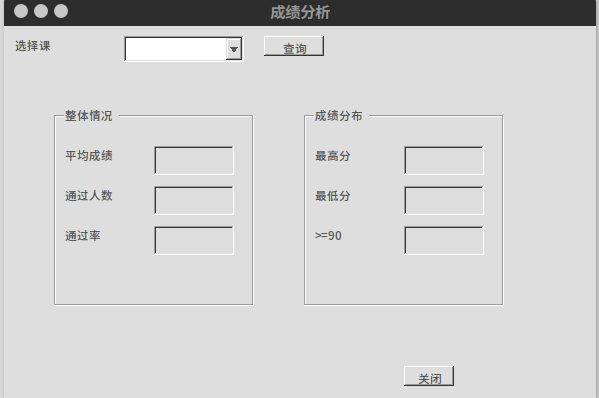 成绩分析
选择课
查询
整体情况
平均成绩
通过人数
通过率
成绩分布
最高分
最低分
>=90
关闭